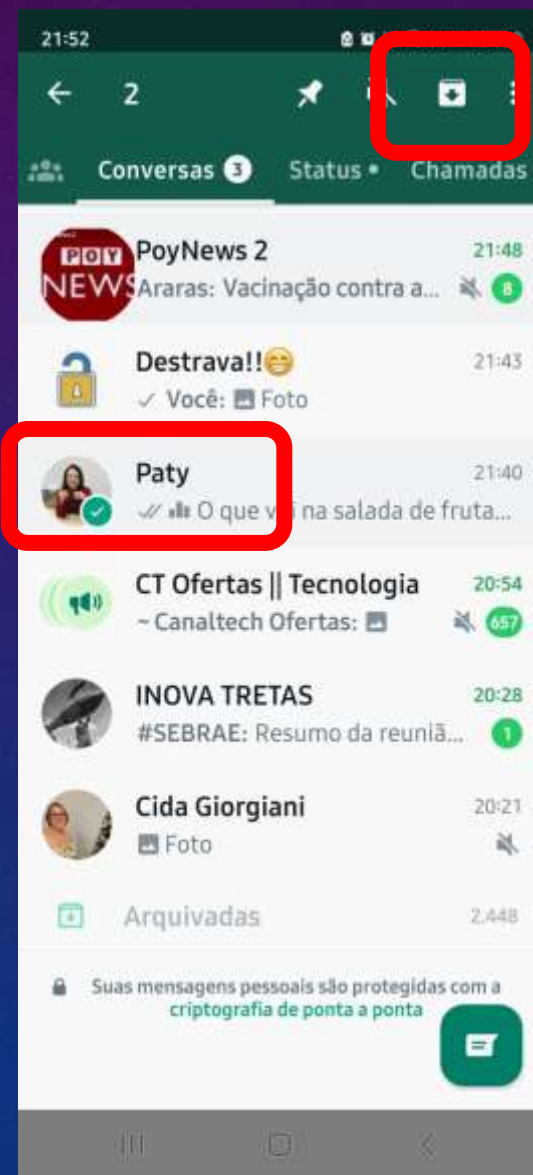 21:52
2
Conversas 3 Status • Chamadas
POY NEWS
PoyNews 2 21:48
Araras: Vacinação contra a... 8
Destrava!!😁 21:43
✓ Você: Foto
Paty 21:40
O que v i na salada de fruta...
CT Ofertas || Tecnologia 20:54
~ Canaltech Ofertas: 657
INOVA TRETAS 20:28
#SEBRAE: Resumo da reuniã... 1
Cida Giorgiani 20:21
Foto
Arquivadas 2.448
Suas mensagens pessoais são protegidas com a
criptografia de ponta a ponta